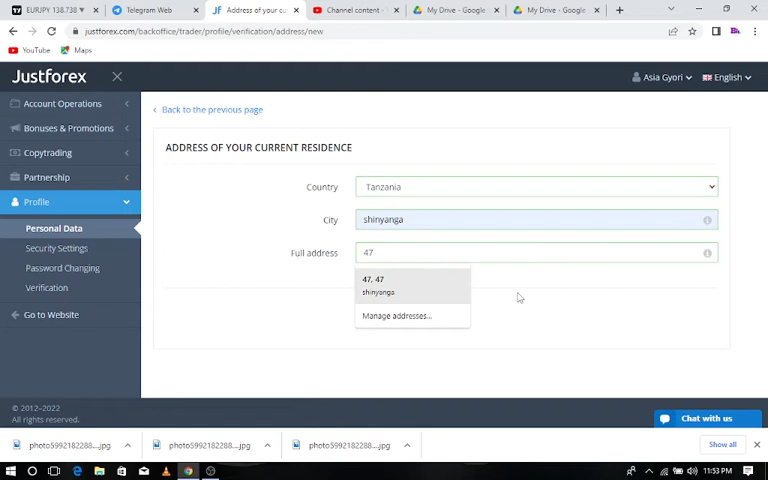 EURJPY 138.738
Telegram Web
Address of your cu
Channel content -
My Drive - Google
My Drive - Google
justforex.com/backoffice/trader/profile/verification/address/new
YouTube
Maps
Justforex
Asia Gyori
English
Account Operations
Bonuses & Promotions
Copytrading
Partnership
Profile
Personal Data
Security Settings
Password Changing
Verification
Go to Website
Back to the previous page
ADDRESS OF YOUR CURRENT RESIDENCE
Country
Tanzania
City
shinyanga
Full address
47
47, 47
shinyanga
Manage addresses...
© 2012–2022
All rights reserved.
Chat with us
photo5992182288....jpg
photo5992182288....jpg
photo5992182288....jpg
Show all
11:53 PM